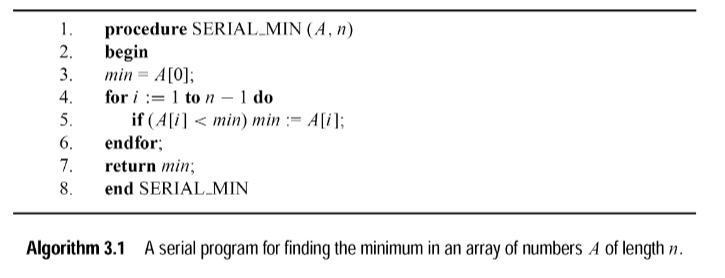 1. procedure SERIAL_MIN (A, n)
2. begin
3. min = A[0];
4. for i := 1 to n − 1 do
5. if (A[i] < min) min := A[i];
6. endfor;
7. return min;
8. end SERIAL_MIN
Algorithm 3.1 A serial program for finding the minimum in an array of numbers A of length n.